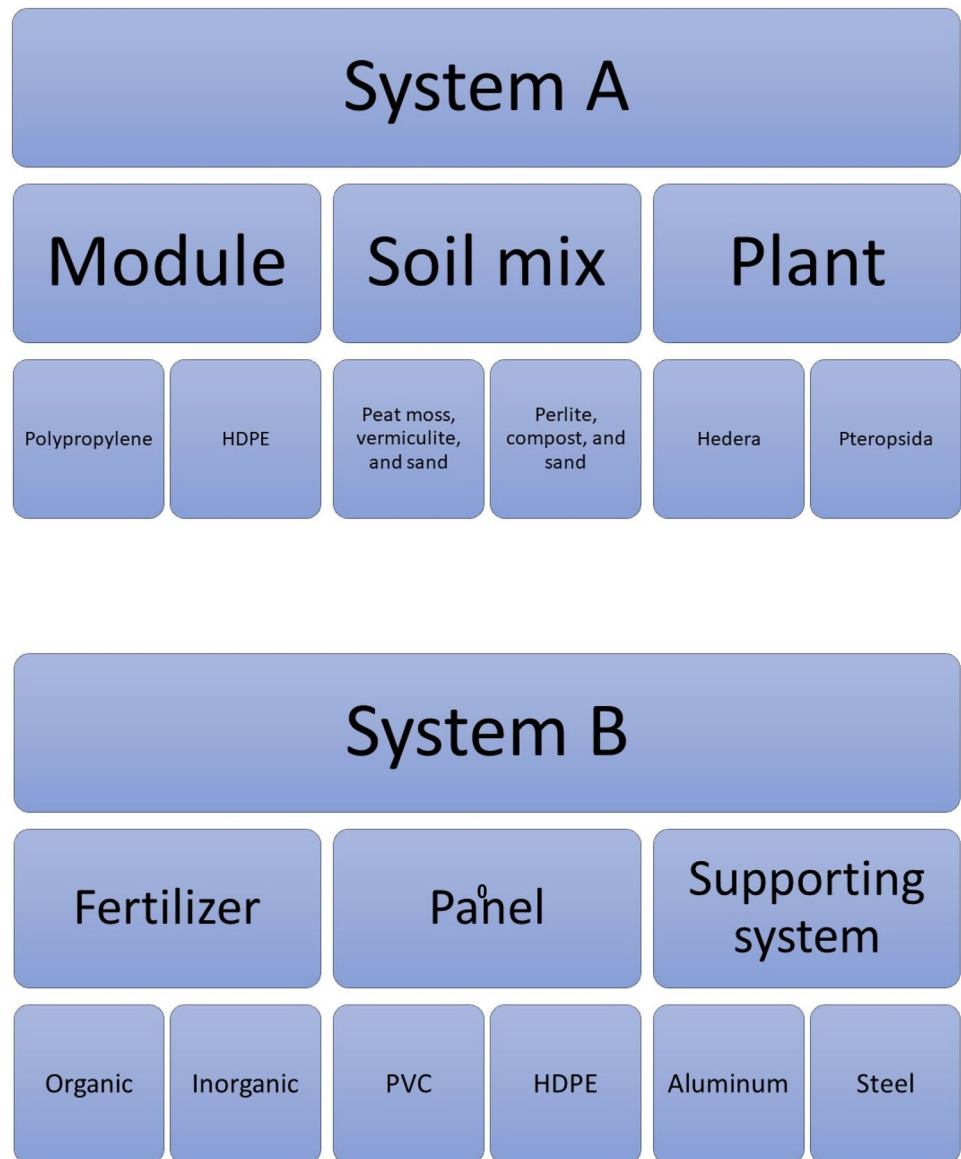 System A
Module
Soil mix
Plant
Polypropylene
HDPE
Peat moss,
vermiculite,
and sand
Perlite,
compost, and
sand
Hedera
Pteropsida
System B
Fertilizer
Panel
0
Supporting
system
Organic
Inorganic
PVC
HDPE
Aluminum
Steel